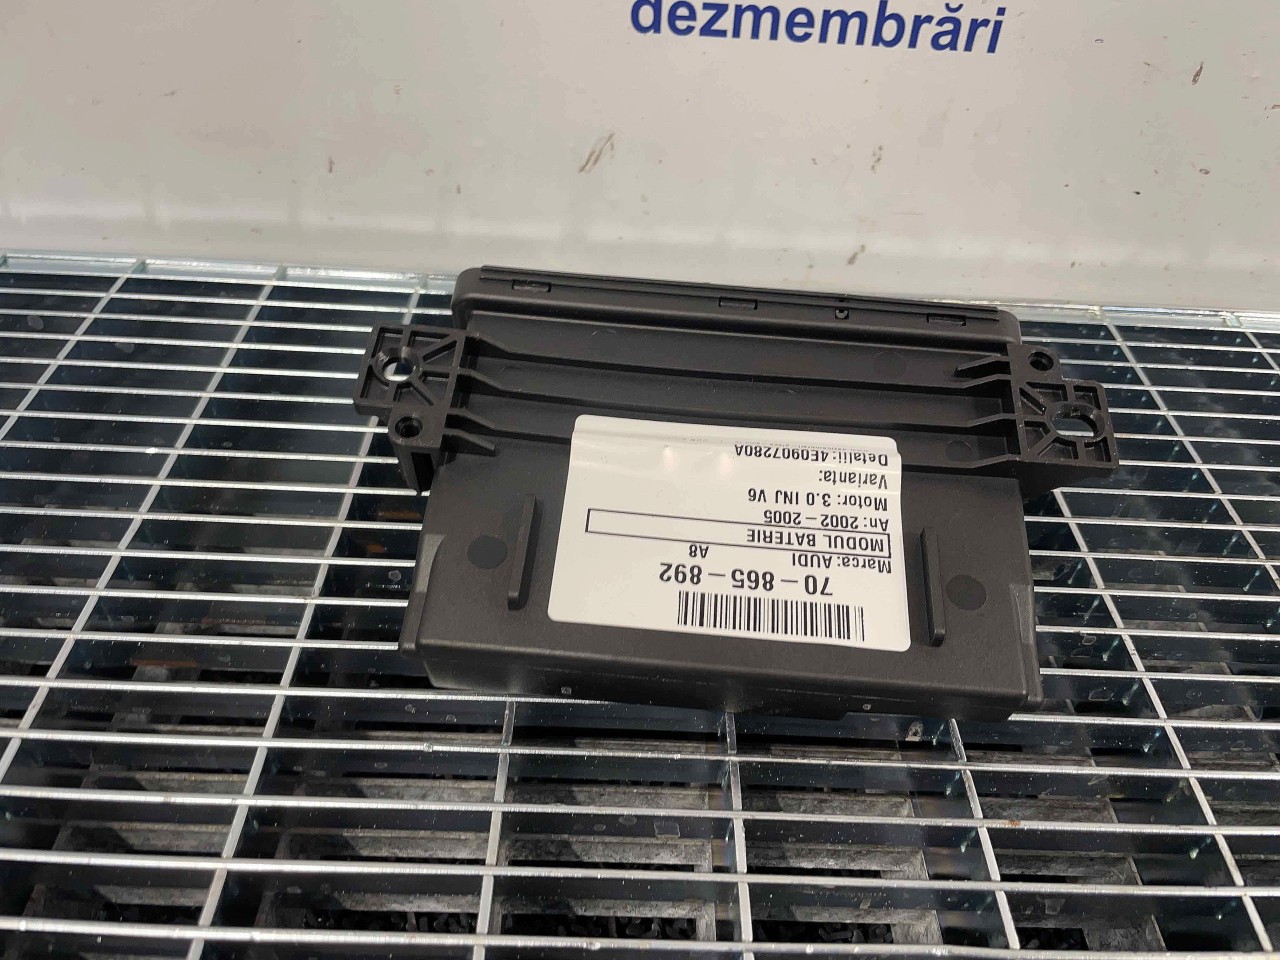 dezmembrări
70-865-892
Marca: AUDI A8
MODUL BATERIE
An: 2002-2005
Motor: 3.0 INJ V6
Varianta:
Detalii: 4E0907280A